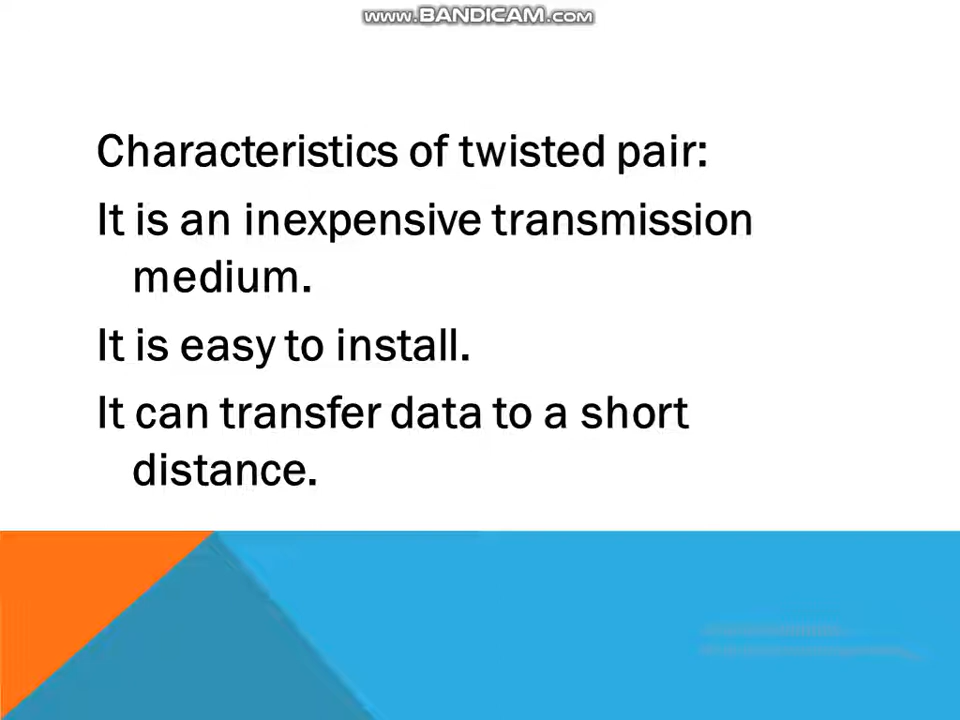 www.BANDICAM.com
Characteristics of twisted pair:
It is an inexpensive transmission
medium.
It is easy to install.
It can transfer data to a short
distance.